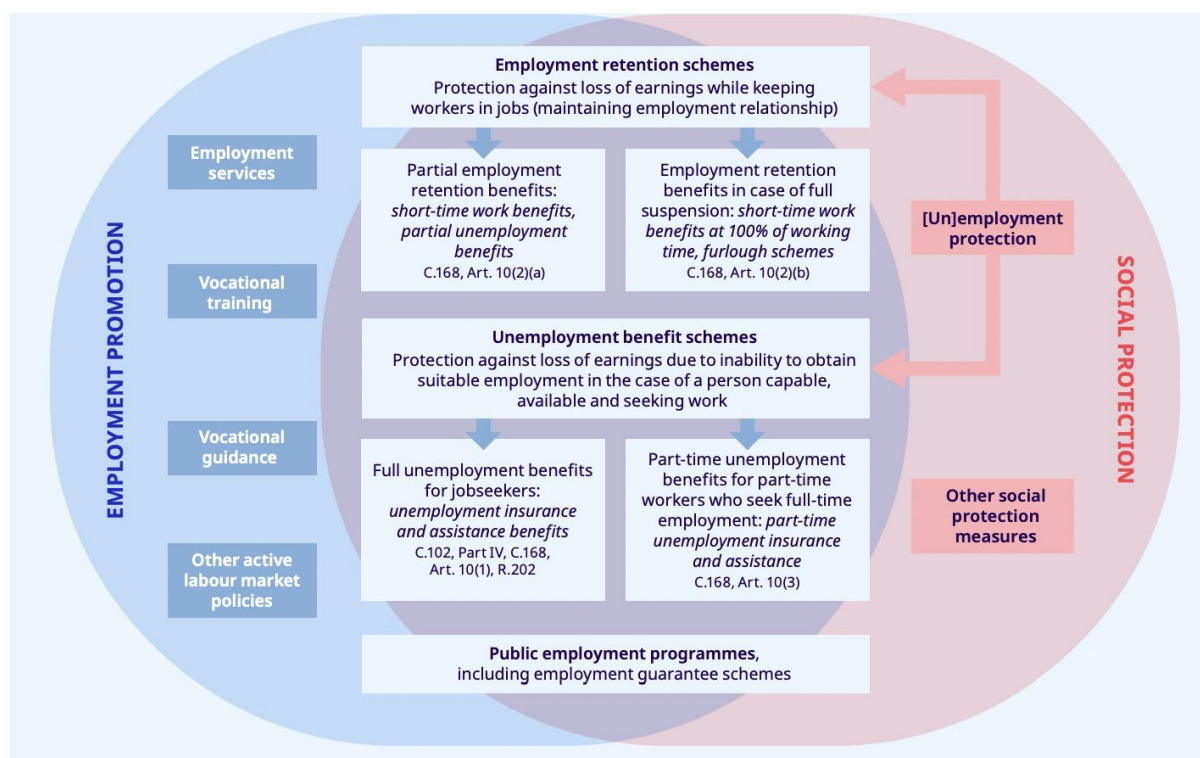 Employment retention schemes
Protection against loss of earnings while keeping
workers in jobs (maintaining employment relationship)
Partial employment
retention benefits:
short-time work benefits,
partial unemployment
benefits
C.168, Art. 10(2)(a)
Employment retention
benefits in case of full
suspension: short-time work
benefits at 100% of working
time, furlough schemes
C.168, Art. 10(2)(b)
Unemployment benefit schemes
Protection against loss of earnings due to inability to obtain
suitable employment in the case of a person capable,
available and seeking work
Full unemployment benefits
for jobseekers:
unemployment insurance
and assistance benefits
C.102, Part IV, C.168,
Art. 10(1), R.202
Part-time unemployment
benefits for part-time
workers who seek full-time
employment: part-time
unemployment insurance
and assistance
C.168, Art. 10(3)
Public employment programmes,
including employment guarantee schemes
EMPLOYMENT PROMOTION
Employment
services
Vocational
training
Vocational
guidance
Other active
labour market
policies
[Un]employment
protection
Other social
protection
measures
SOCIAL PROTECTION